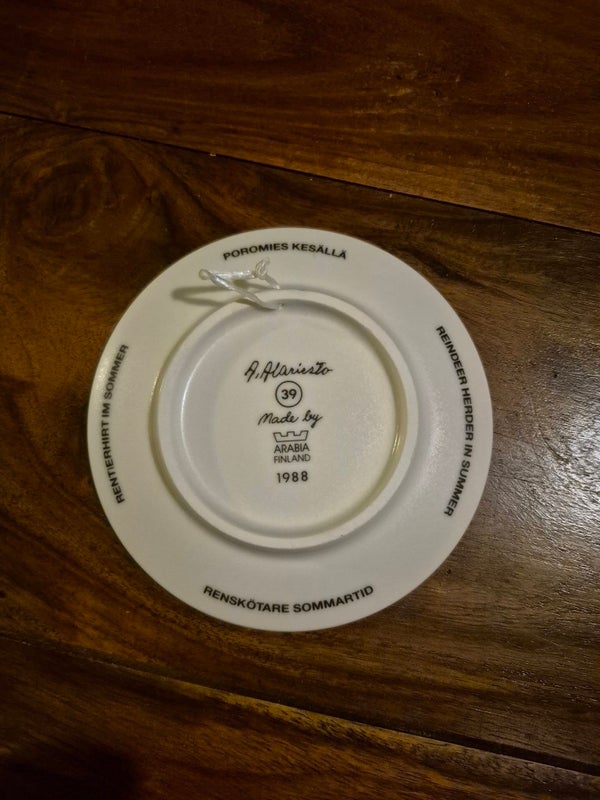 POROMIES KESÄLLÄ
REINDEER HERDER IN SUMMER
RENSKÖTARE SOMMARTID
RENTIERHIRT IM SOMMER
A. Alariesto
39
Made by
ARABIA
FINLAND
1988